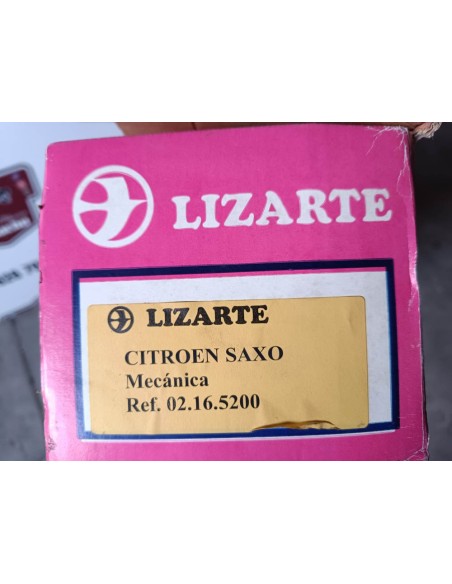 LIZARTE
LIZARTE
CITROEN SAXO
Mecánica
Ref. 02.16.5200